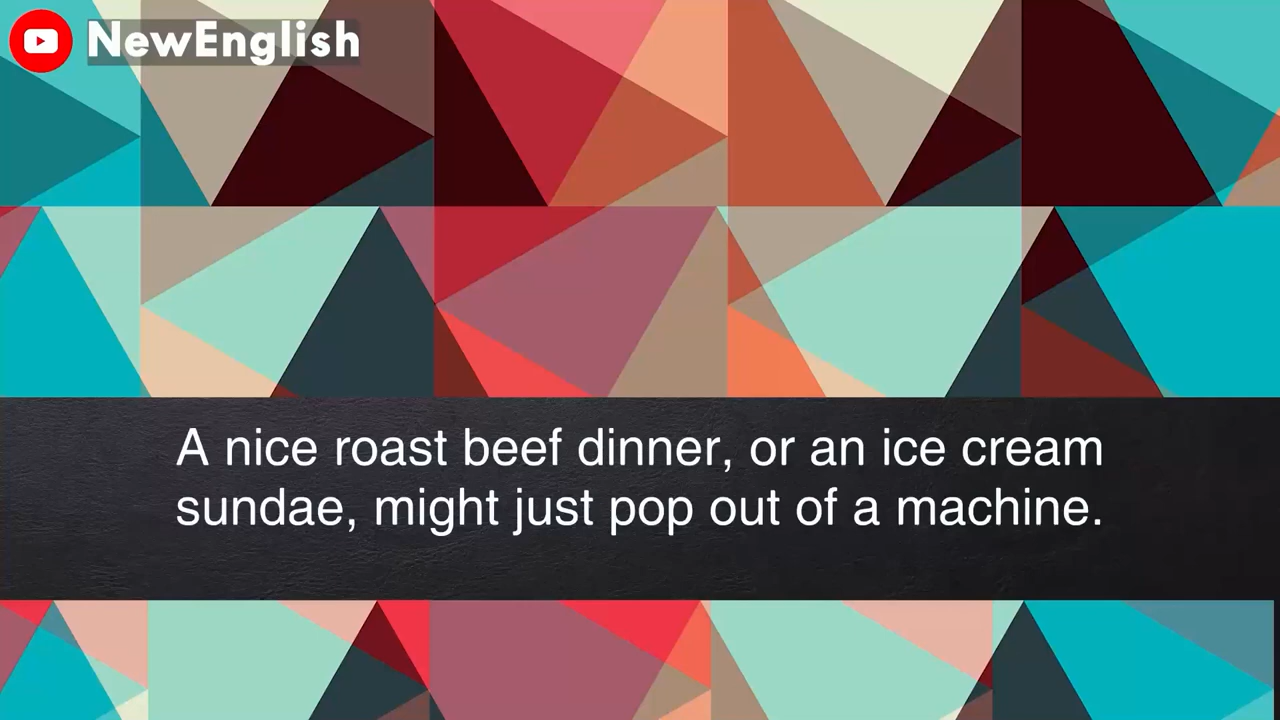 NewEnglish
A nice roast beef dinner, or an ice cream
sundae, might just pop out of a machine.